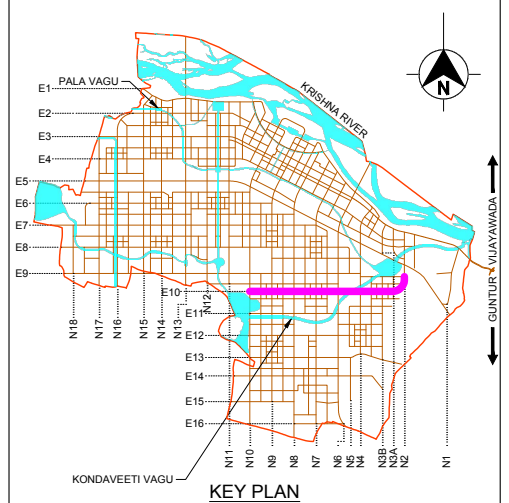 PALA VAGU
KRISHNA RIVER
N
E1
E2
E3
E4
E5
E6
E7
E8
E9
E10
E11
E12
E13
E14
E15
E16
GUNTUR
VIJAYAWADA
N18
N17
N16
N15
N14
N13
N12
N11
N10
N9
N8
N7
N6
N5
N4
N3B
N3A
N2
N1
KONDAVEETI VAGU
KEY PLAN